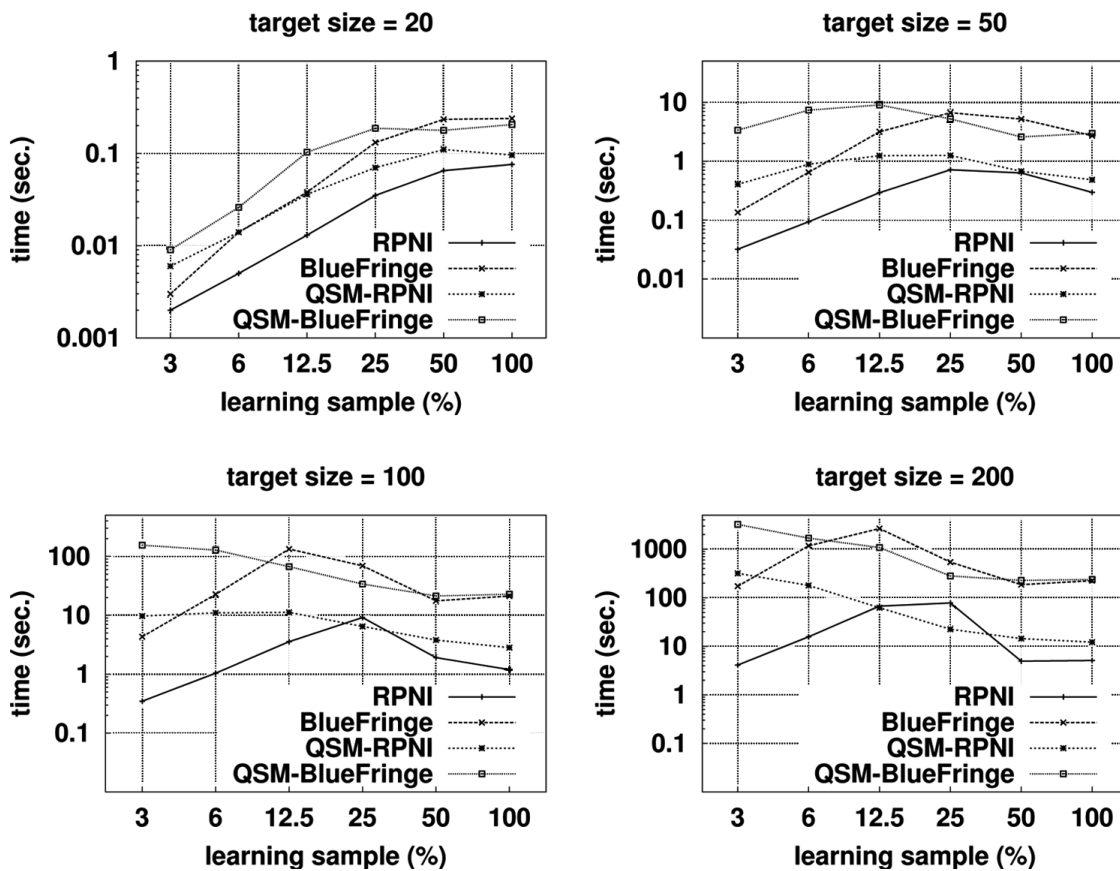 target size = 20
1
0.1
0.01
0.001
time (sec.)
RPNI
BlueFringe
QSM-RPNI
QSM-BlueFringe
3 6 12.5 25 50 100
learning sample (%)
target size = 50
10
1
0.1
0.01
time (sec.)
RPNI
BlueFringe
QSM-RPNI
QSM-BlueFringe
3 6 12.5 25 50 100
learning sample (%)
target size = 100
100
10
1
0.1
time (sec.)
RPNI
BlueFringe
QSM-RPNI
QSM-BlueFringe
3 6 12.5 25 50 100
learning sample (%)
target size = 200
1000
100
10
1
0.1
time (sec.)
RPNI
BlueFringe
QSM-RPNI
QSM-BlueFringe
3 6 12.5 25 50 100
learning sample (%)